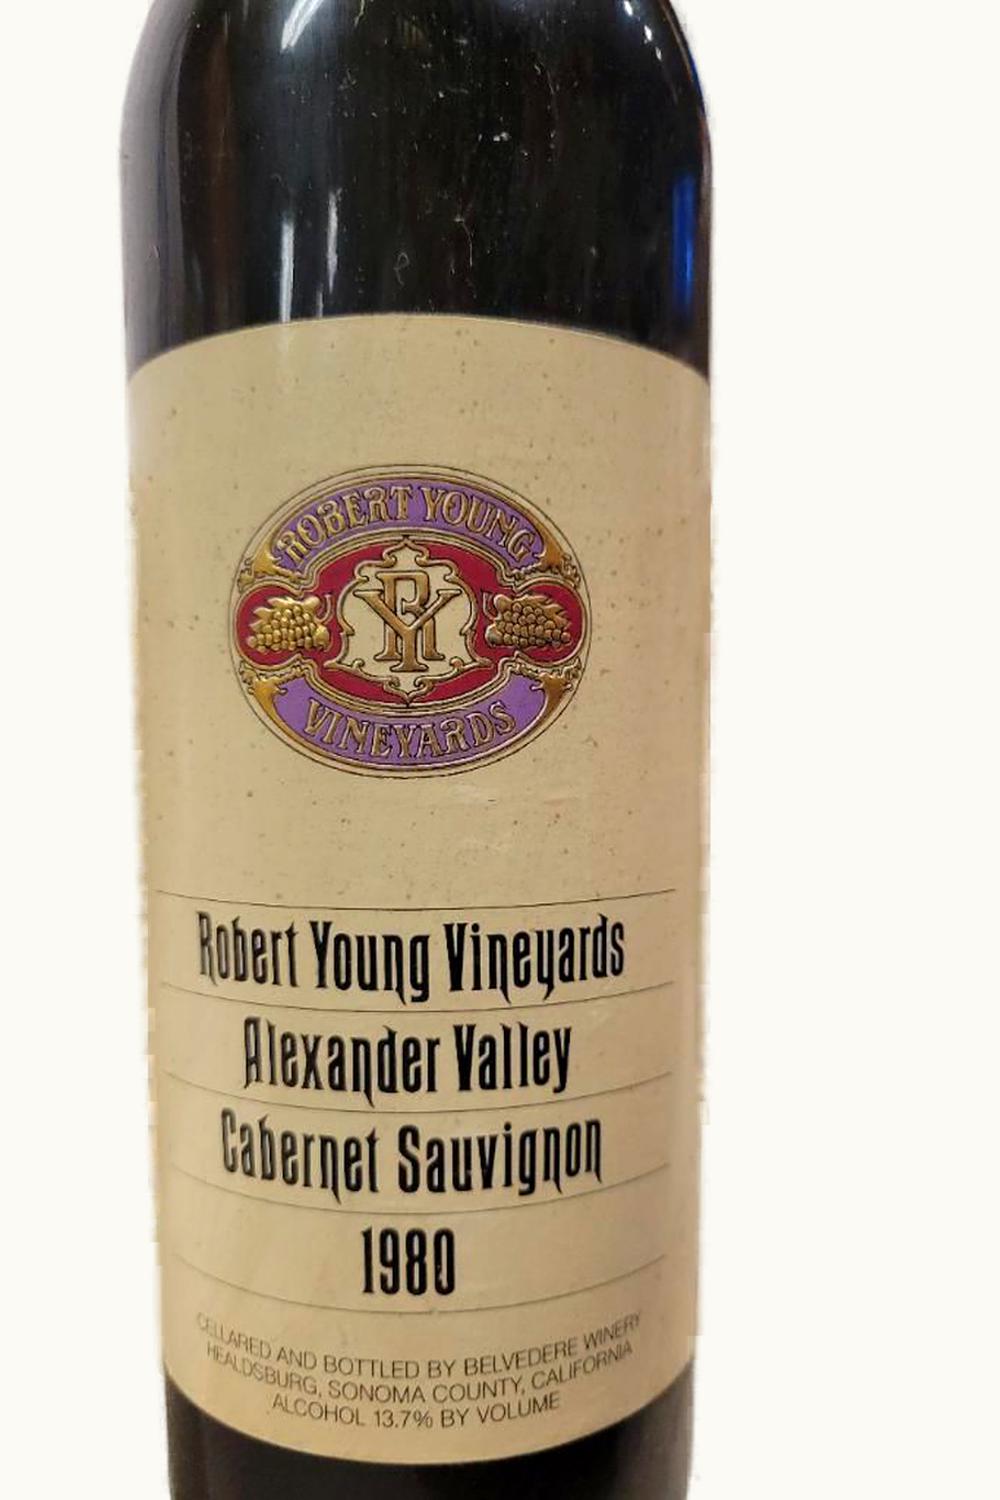 ROBERT YOUNG
RY
VINEYARDS
Robert Young Vineyards
Alexander Valley
Cabernet Sauvignon
1980
CELLARED AND BOTTLED BY BELVEDERE WINERY
HEALDSBURG, SONOMA COUNTY, CALIFORNIA
ALCOHOL 13.7% BY VOLUME